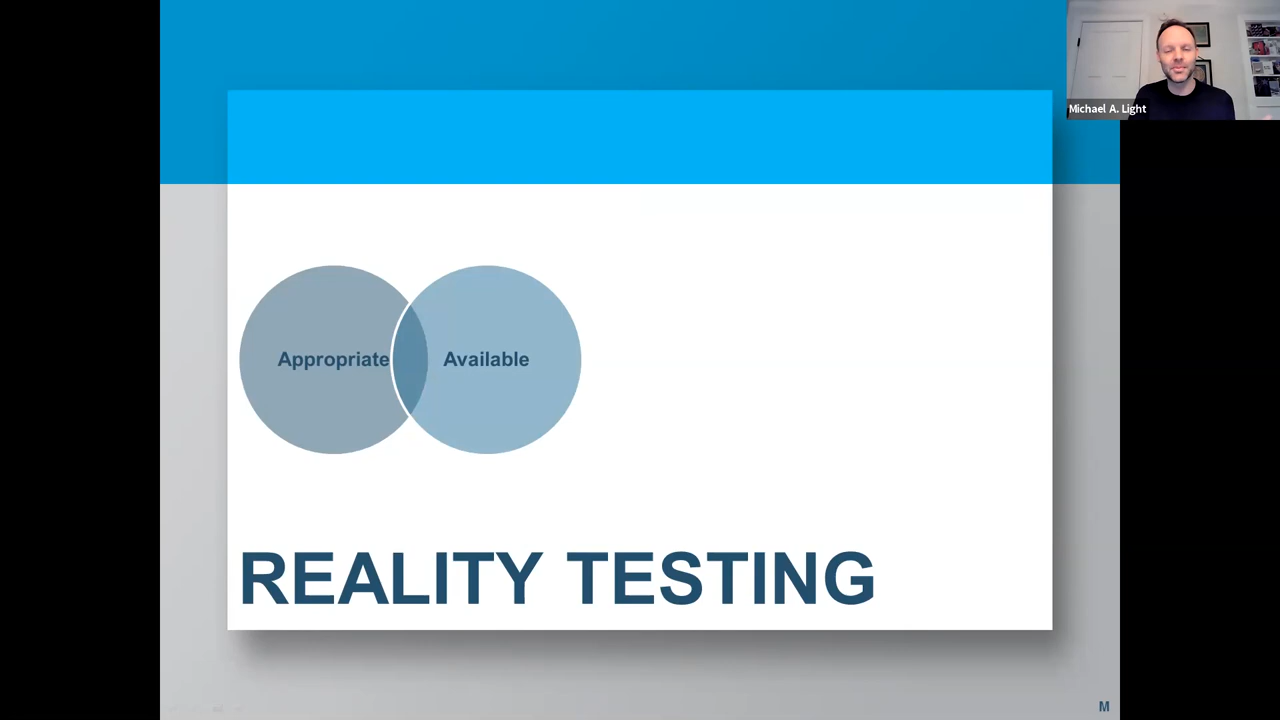 Michael A. Light
Appropriate
Available
REALITY TESTING
M